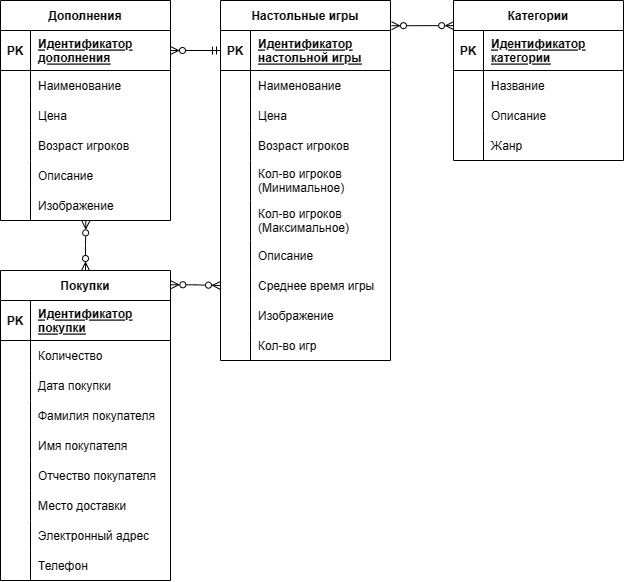 Дополнения
PK
Идентификатор
дополнения
Наименование
Цена
Возраст игроков
Описание
Изображение
Настольные игры
PK
Идентификатор
настольной игры
Наименование
Цена
Возраст игроков
Кол-во игроков
(Минимальное)
Кол-во игроков
(Максимальное)
Описание
Среднее время игры
Изображение
Кол-во игр
Категории
PK
Идентификатор
категории
Название
Описание
Жанр
Покупки
PK
Идентификатор
покупки
Количество
Дата покупки
Фамилия покупателя
Имя покупателя
Отчество покупателя
Место доставки
Электронный адрес
Телефон